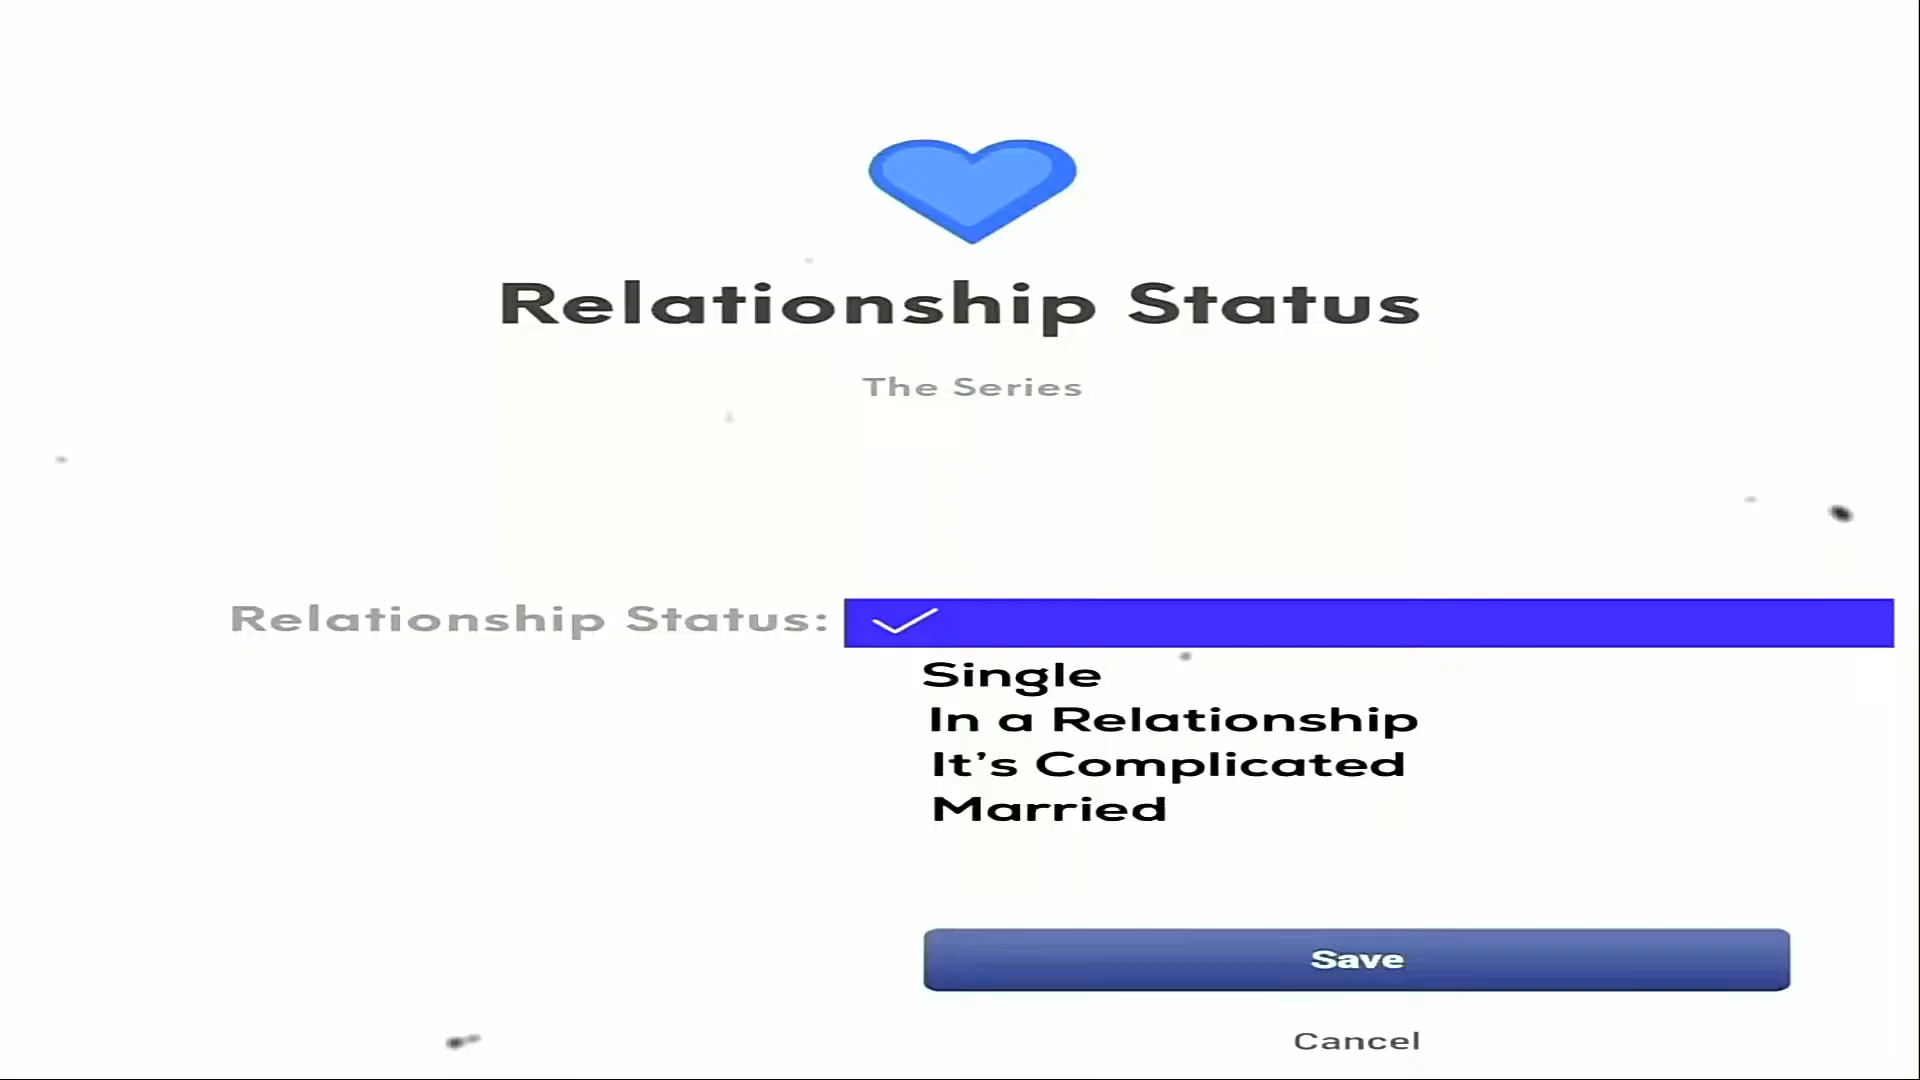 Relationship Status
The Series
Relationship Status:
Single
In a Relationship
It’s Complicated
Married
Save
Cancel